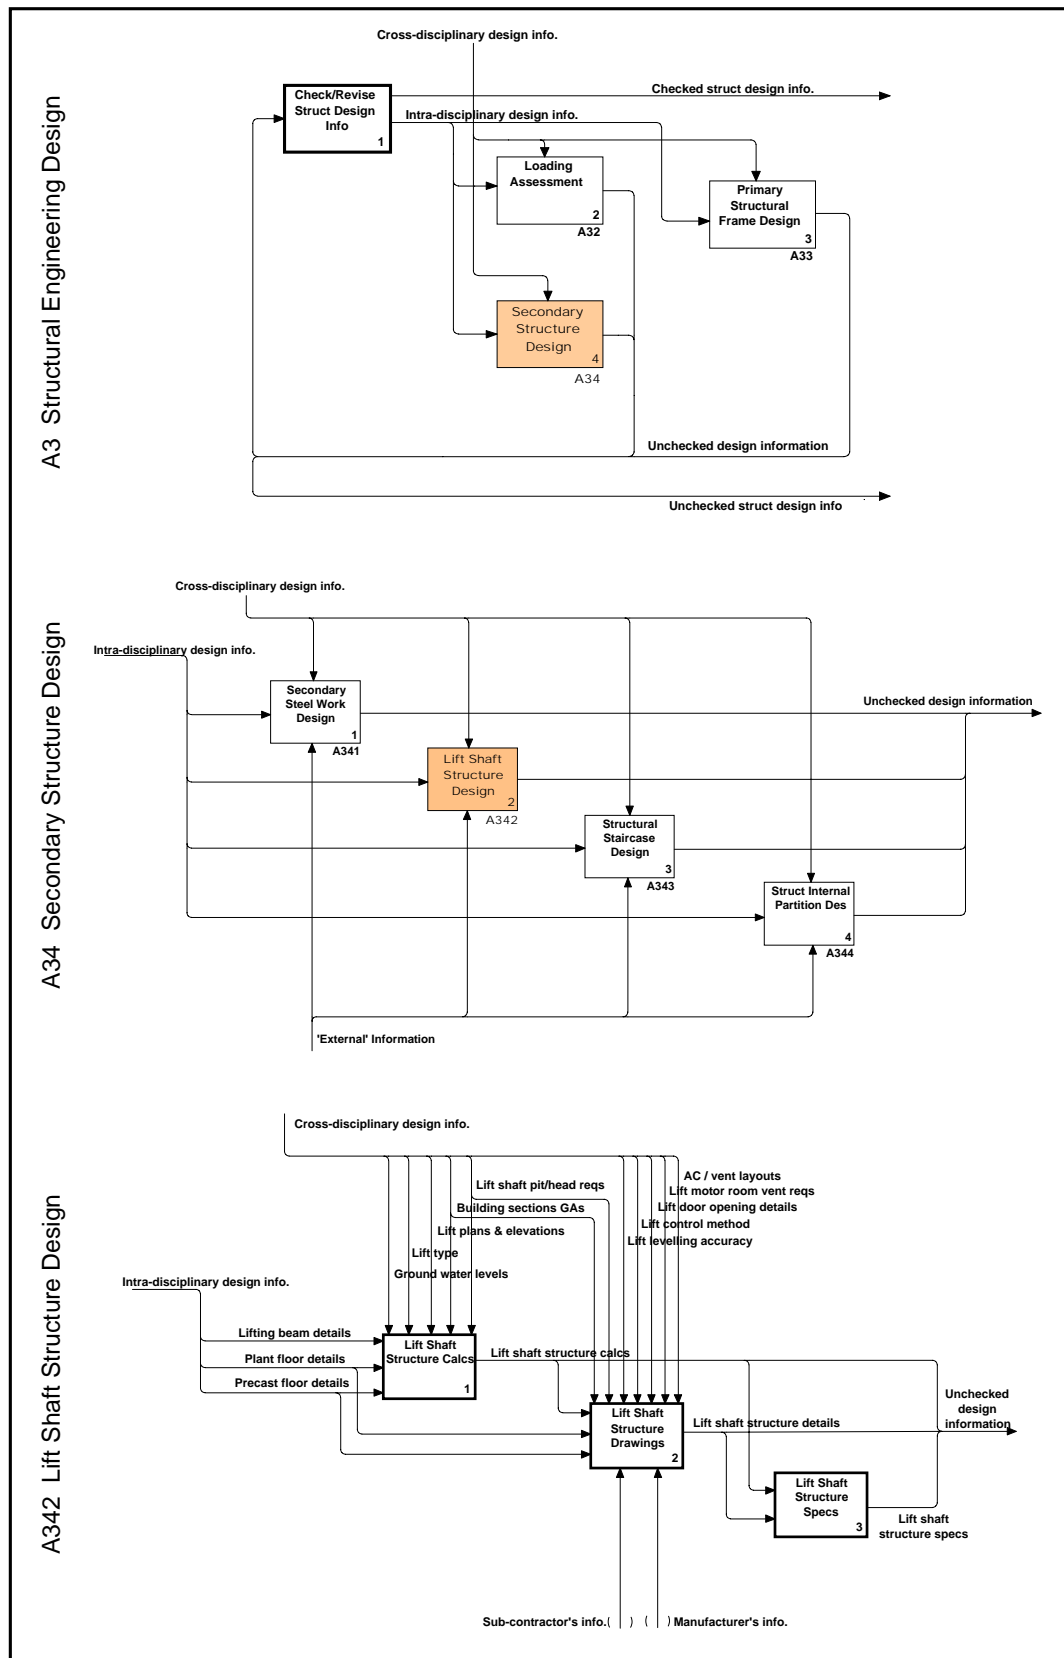 A3 Structural Engineering Design
Cross-disciplinary design info.
Check/Revise
Struct Design
Info
1
Checked struct design info.
Intra-disciplinary design info.
Loading
Assessment
2
A32
Primary
Structural
Frame Design
3
A33
Secondary
Structure
Design
4
A34
Unchecked design information
Unchecked struct design info
A34 Secondary Structure Design
Cross-disciplinary design info.
Intra-disciplinary design info.
Secondary
Steel Work
Design
1
A341
Unchecked design information
Lift Shaft
Structure
Design
2
A342
Structural
Staircase
Design
3
A343
Struct Internal
Partition Des
4
A344
'External' Information
A342 Lift Shaft Structure Design
Cross-disciplinary design info.
AC / vent layouts
Lift shaft pit/head reqs
Lift motor room vent reqs
Building sections GAs
Lift door opening details
Lift plans & elevations
Lift control method
Lift levelling accuracy
Lift type
Ground water levels
Intra-disciplinary design info.
Lifting beam details
Plant floor details
Precast floor details
Lift Shaft
Structure Calcs
1
Lift shaft structure calcs
Lift Shaft
Structure
Drawings
2
Lift shaft structure details
Unchecked
design
information
Lift Shaft
Structure
Specs
3
Lift shaft
structure specs
Sub-contractor's info.( ) ( ) Manufacturer's info.